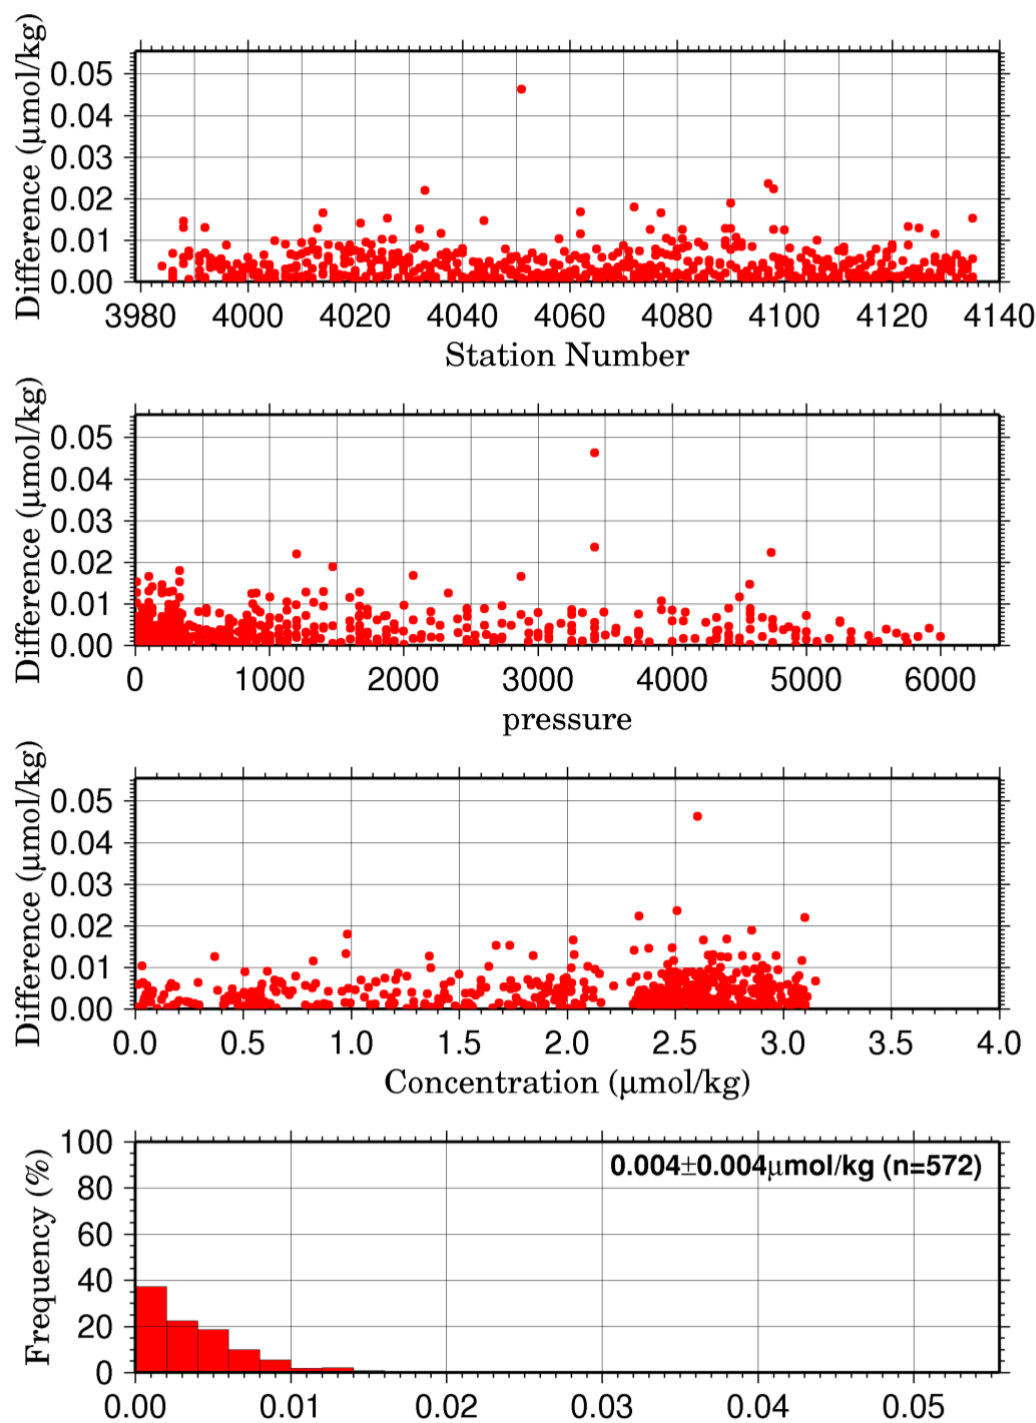 Difference (μmol/kg)
0.05
0.04
0.03
0.02
0.01
0.00
3980 4000 4020 4040 4060 4080 4100 4120 4140
Station Number
Difference (μmol/kg)
0.05
0.04
0.03
0.02
0.01
0.00
0 1000 2000 3000 4000 5000 6000
pressure
Difference (μmol/kg)
0.05
0.04
0.03
0.02
0.01
0.00
0.0 0.5 1.0 1.5 2.0 2.5 3.0 3.5 4.0
Concentration (μmol/kg)
Frequency (%)
100
80
60
40
20
0
0.004±0.004μmol/kg (n=572)
0.00 0.01 0.02 0.03 0.04 0.05